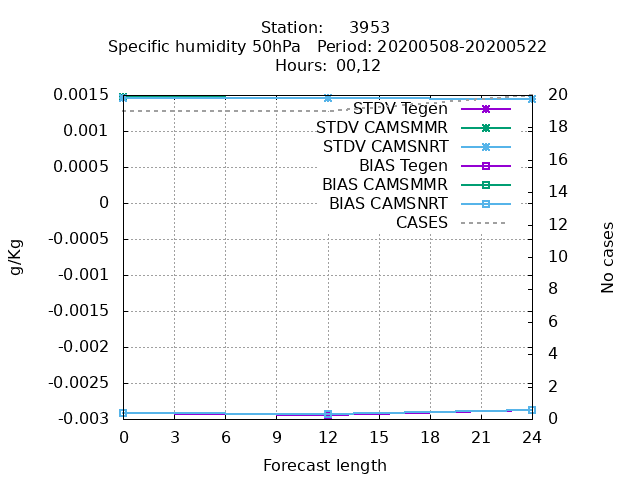 Station: 3953
Specific humidity 50hPa Period: 20200508-20200522
Hours: 00,12
0.0015
0.001
0.0005
0
-0.0005
-0.001
-0.0015
-0.002
-0.0025
-0.003
g/Kg
STDV Tegen
STDV CAMSMMR
STDV CAMSNRT
BIAS Tegen
BIAS CAMSMMR
BIAS CAMSNRT
CASES
20
18
16
14
12
10
8
6
4
2
0
No cases
0 3 6 9 12 15 18 21 24
Forecast length